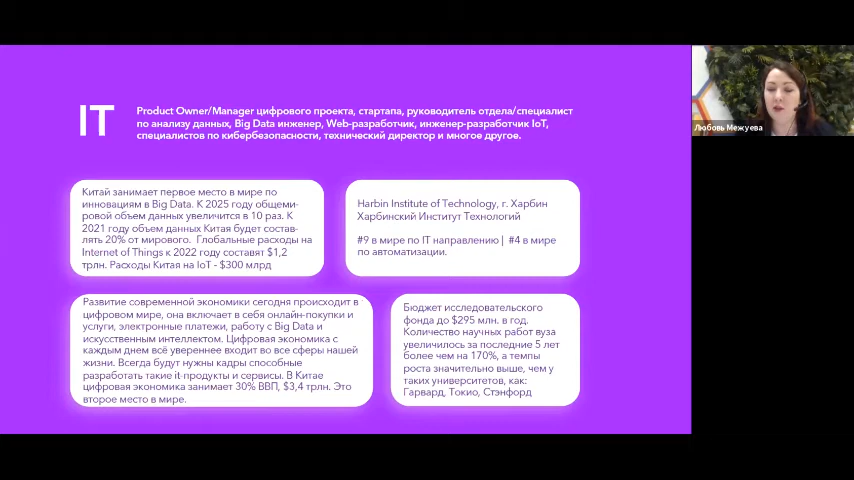 IT
Product Owner/Manager цифрового проекта, стартапа, руководитель отдела/специалист
по анализу данных, Big Data инженер, Web-разработчик, инженер-разработчик IoT,
специалистов по кибербезопасности, технический директор и многое другое.
Любовь Межуева
Китай занимает первое место в мире по
инновациям в Big Data. К 2025 году общеми-
ровой объем данных увеличится в 10 раз. К
2021 году объем данных Китая будет состав-
лять 20% от мирового. Глобальные расходы на
Internet of Things к 2022 году составят $1,2
трлн. Расходы Китая на IoT - $300 млрд
Harbin Institute of Technology, г. Харбин
Харбинский Институт Технологий
#9 в мире по IT направлению | #4 в мире
по автоматизации.
Развитие современной экономики сегодня происходит в
цифровом мире, она включает в себя онлайн-покупки и
услуги, электронные платежи, работу с Big Data и
искусственным интеллектом. Цифровая экономика с
каждым днем всё увереннее входит во все сферы нашей
жизни. Всегда будут нужны кадры способные
разработать такие it-продукты и сервисы. В Китае
цифровая экономика занимает 30% ВВП, $3,4 трлн. Это
второе место в мире.
Бюджет исследовательского
фонда до $295 млн. в год.
Количество научных работ вуза
увеличилось за последние 5 лет
более чем на 170%, а темпы
роста значительно выше, чем у
таких университетов, как:
Гарвард, Токио, Стэнфорд